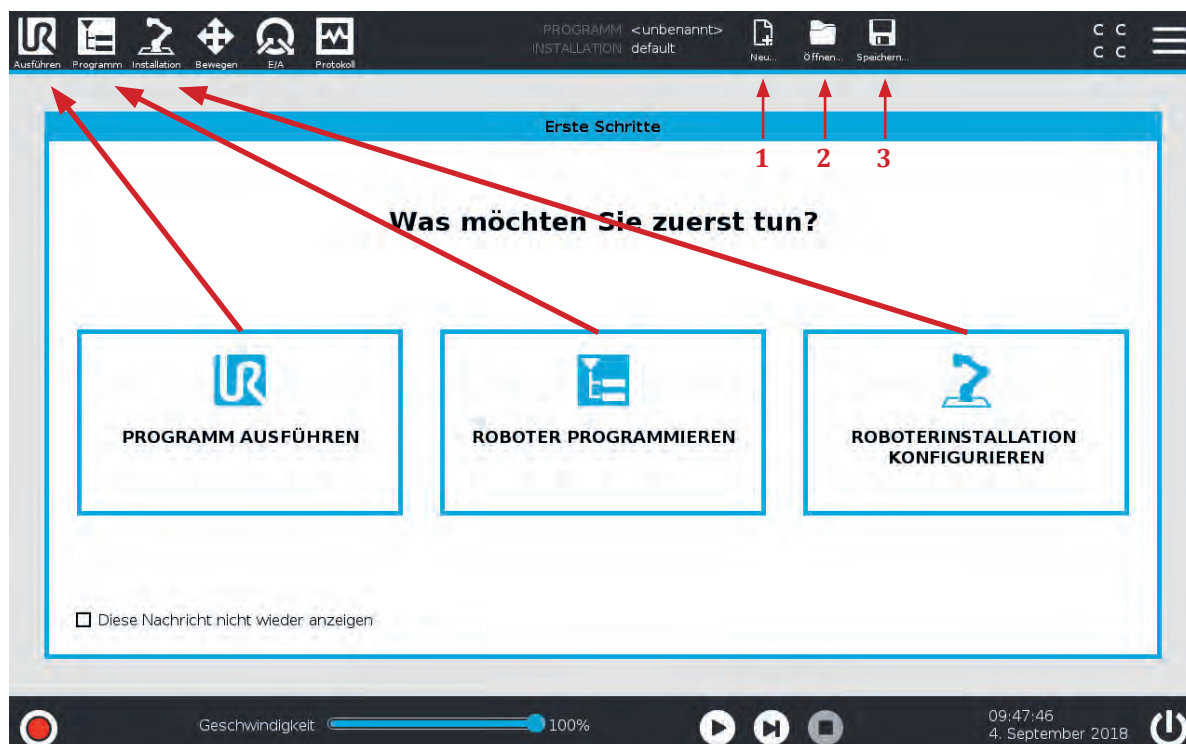 Ausführen Programm Installation Bewegen E/A Protokoll
PROGRAMM <unbenannt>
INSTALLATION default
Neu... Öffnen... Speichern...
C C
C C
1 2 3
Erste Schritte
Was möchten Sie zuerst tun?
PROGRAMM AUSFÜHREN
ROBOTER PROGRAMMIEREN
ROBOTERINSTALLATION
KONFIGURIEREN
Diese Nachricht nicht wieder anzeigen
Geschwindigkeit 100%
09:47:46
4. September 2018